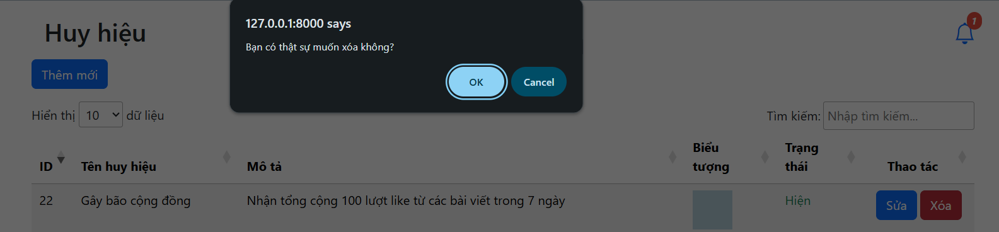 127.0.0.1:8000 says
Bạn có thật sự muốn xóa không?
OK Cancel
Huy hiệu
1
Thêm mới
Hiển thị 10 dữ liệu
Tìm kiếm: Nhập tìm kiếm...
ID Tên huy hiệu Mô tả Biểu tượng Trạng thái Thao tác
22 Gây bão cộng đồng Nhận tổng cộng 100 lượt like từ các bài viết trong 7 ngày Hiện Sửa Xóa